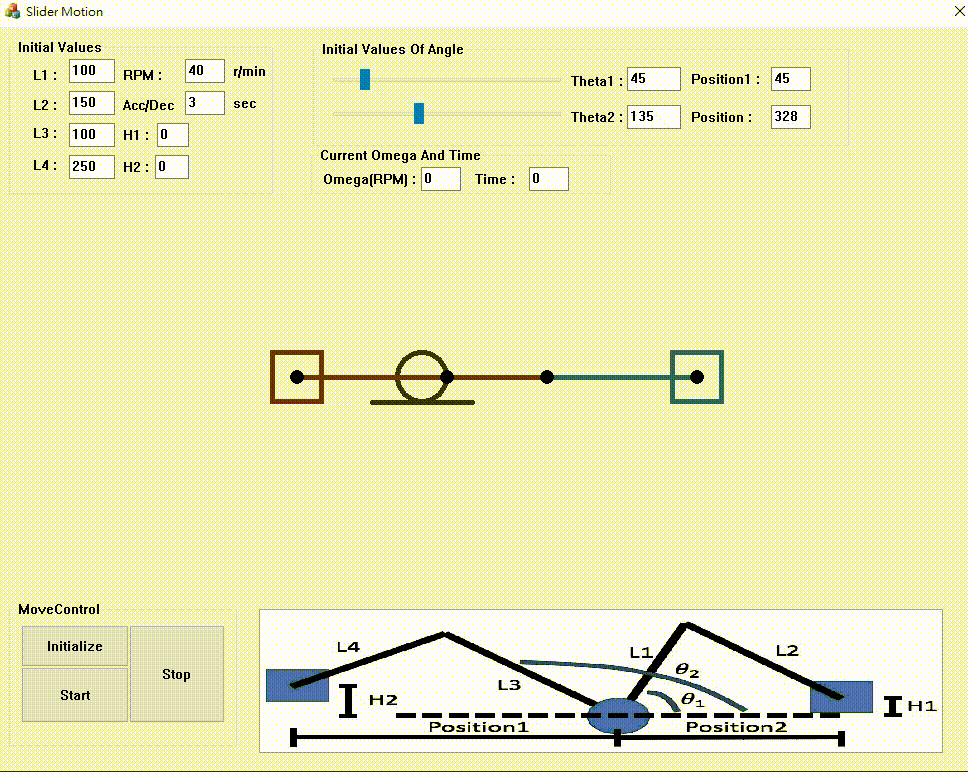 Slider Motion
Initial Values
L1 : 100 RPM : 40 r/min
L2 : 150 Acc/Dec 3 sec
L3 : 100 H1 : 0
L4 : 250 H2 : 0
Initial Values Of Angle
Theta1 : 45 Position1 : 45
Theta2 : 135 Position : 328
Current Omega And Time
Omega(RPM) : 0 Time : 0
MoveControl
Initialize
Start
Stop
L4
L3
L1
L2
θ2
θ1
H2
H1
Position1
Position2